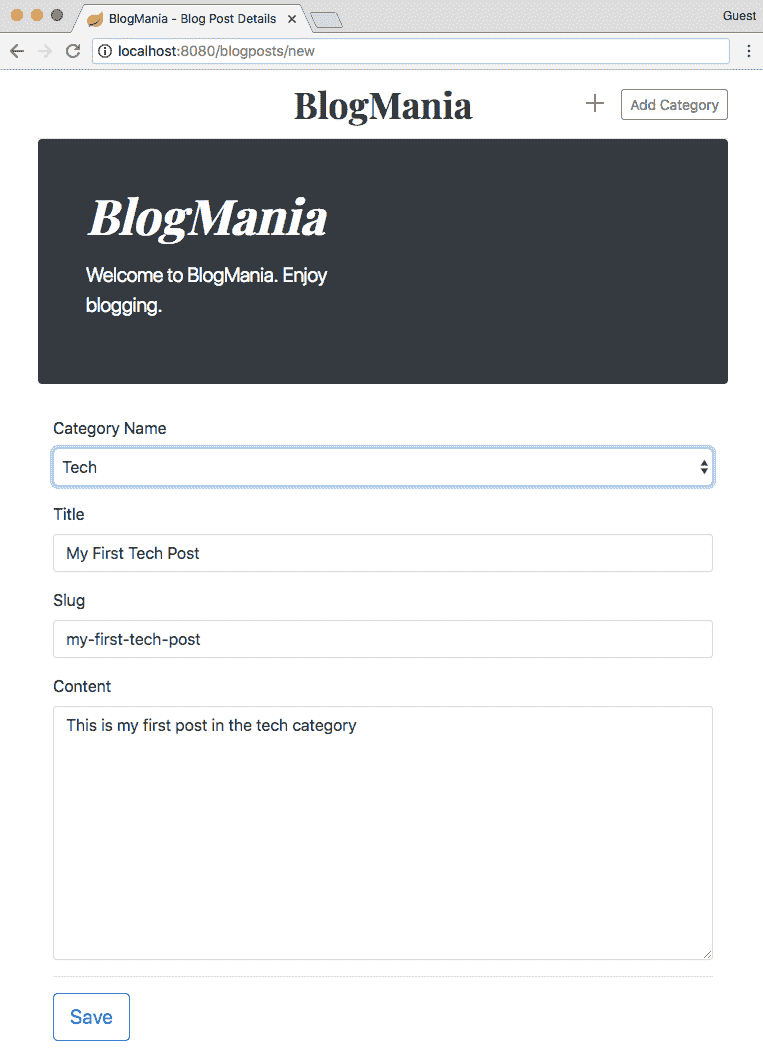 BlogMania - Blog Post Details
Guest
localhost:8080/blogposts/new
BlogMania
Add Category
BlogMania
Welcome to BlogMania. Enjoy
blogging.
Category Name
Tech
Title
My First Tech Post
Slug
my-first-tech-post
Content
This is my first post in the tech category
Save